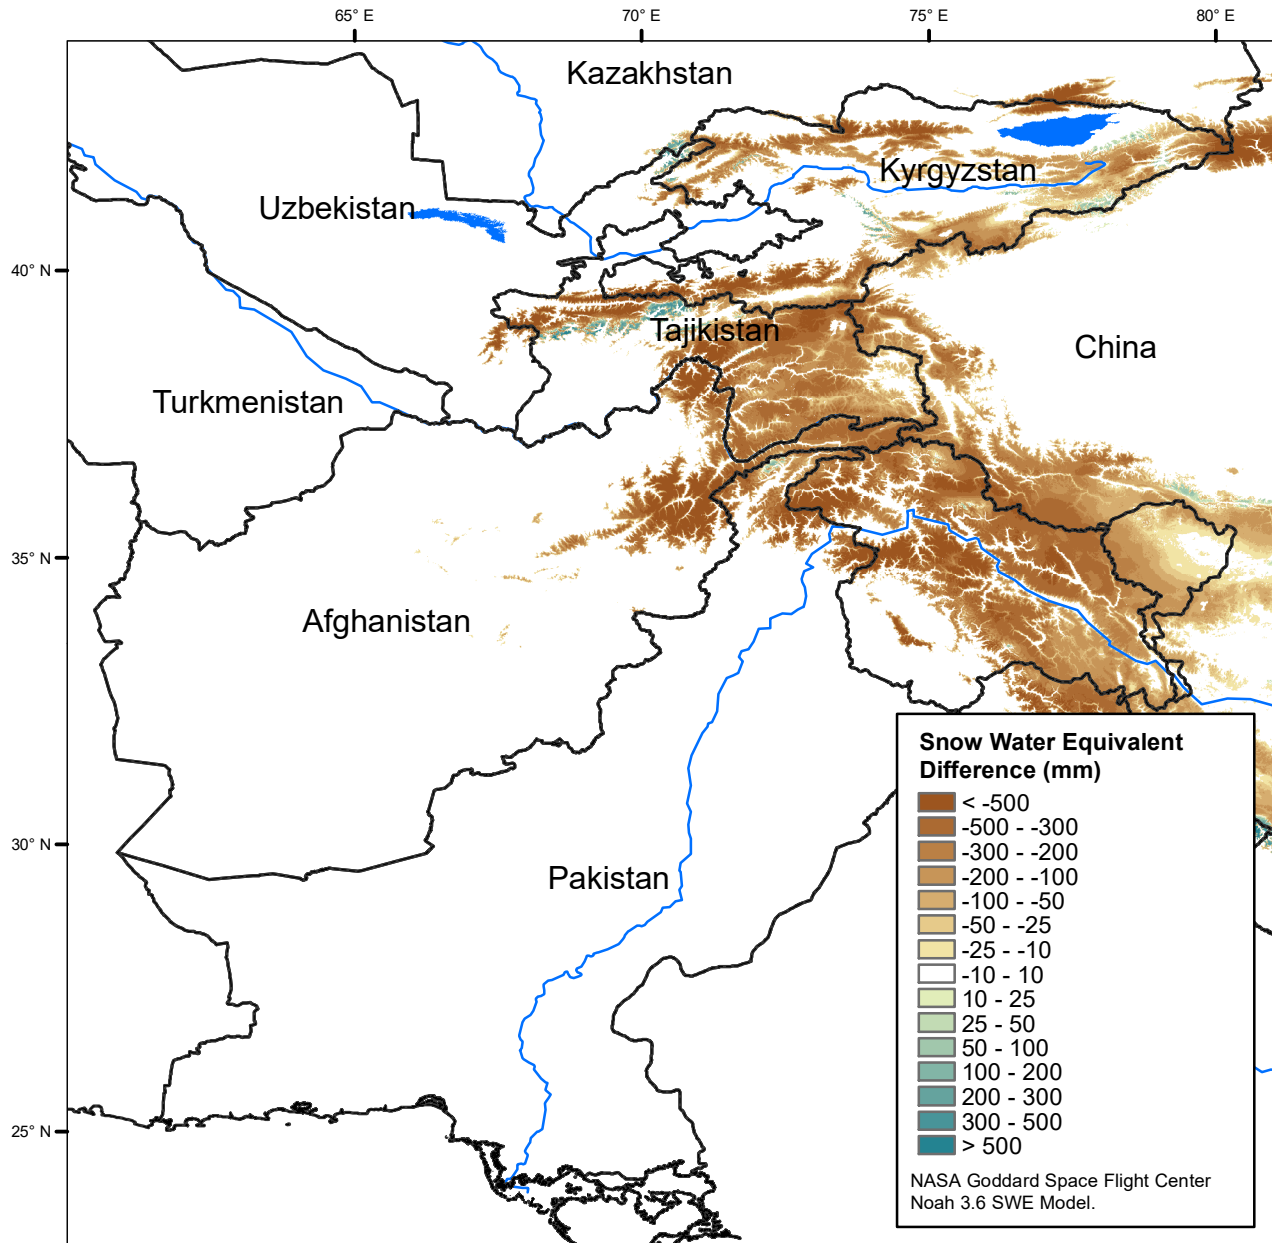 65° E
70° E
75° E
80° E
Kazakhstan
Kyrgyzstan
Uzbekistan
40° N
Tajikistan
China
Turkmenistan
35° N
Afghanistan
Snow Water Equivalent
Difference (mm)
< -500
-500 - -300
-300 - -200
-200 - -100
-100 - -50
-50 - -25
-25 - -10
-10 - 10
10 - 25
25 - 50
50 - 100
100 - 200
200 - 300
300 - 500
> 500
NASA Goddard Space Flight Center
Noah 3.6 SWE Model.
30° N
Pakistan
25° N